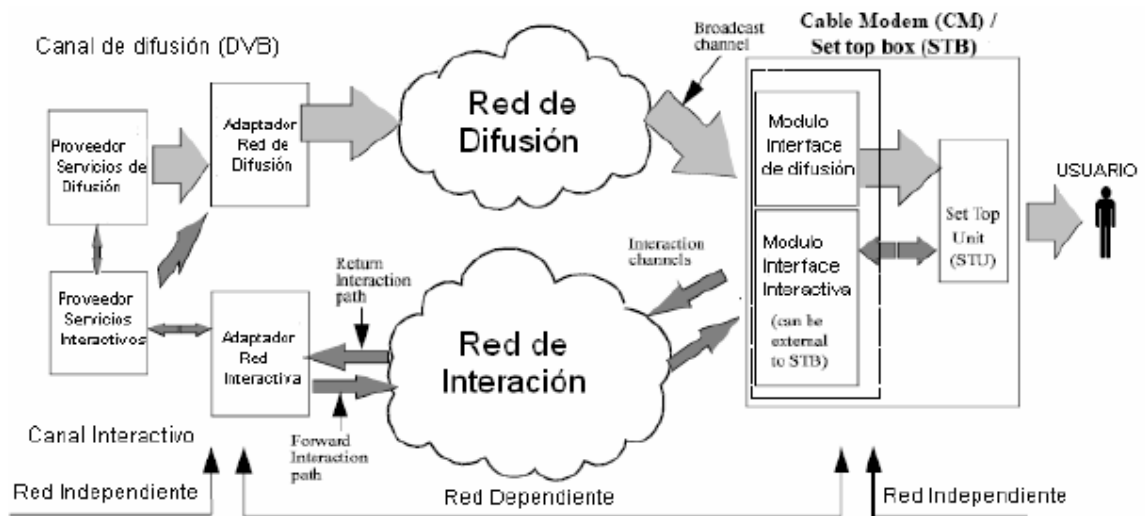 Canal de difusión (DVB)
Broadcast
channel
Cable Modem (CM) /
Set top box (STB)
Proveedor
Servicios de
Difusión
Adaptador
Red de
Difusión
Red de
Difusión
Modulo
Interface
de difusión
Set Top
Unit
(STU)
USUARIO
Proveedor
Servicios
Interactivos
Adaptador
Red
Interactiva
Return
Interaction
path
Red de
Interación
Interaction
channels
Modulo
Interface
Interactiva
(can be
external
to STB)
Canal Interactivo
Forward
Interaction
path
Red Independiente
Red Dependiente
Red Independiente